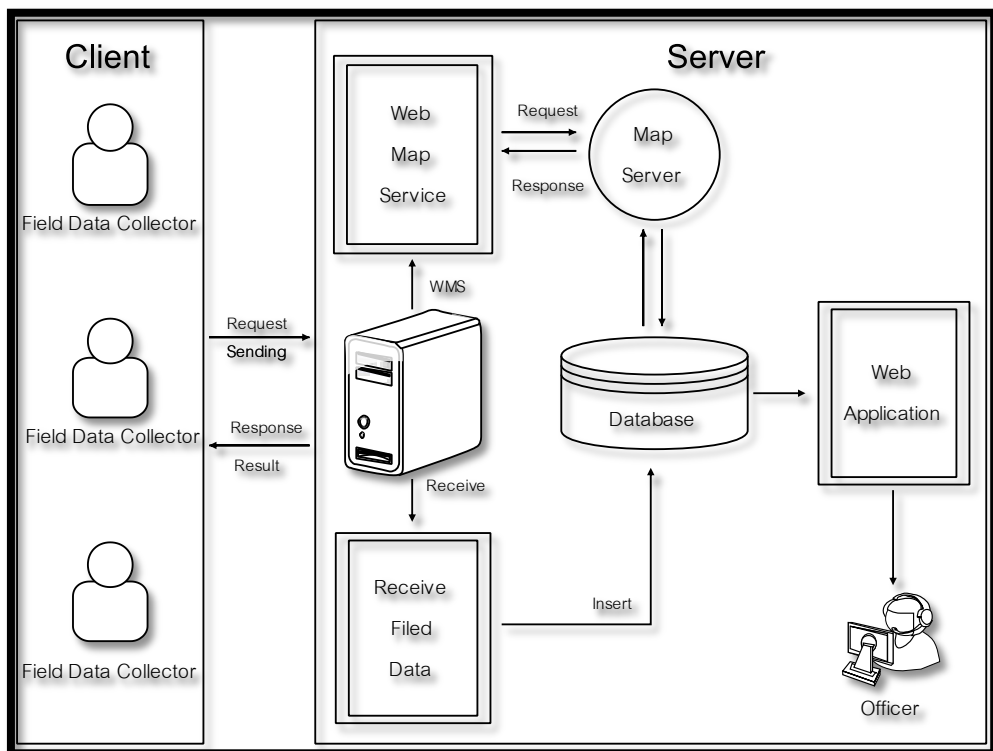 Client
Field Data Collector
Field Data Collector
Field Data Collector
Request
Sending
Response
Result
Server
Web
Map
Service
Request
Response
Map
Server
WMS
Receive
Database
Web
Application
Receive
Filed
Data
Insert
Officer